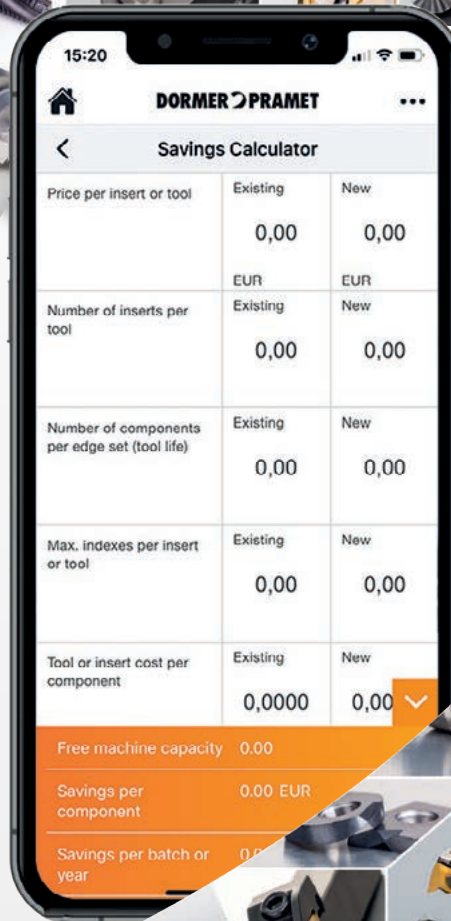 15:20
DORMER PRAMET
Savings Calculator
Price per insert or tool
Existing
New
0,00
0,00
EUR
EUR
Number of inserts per
tool
Existing
New
0,00
0,00
Number of components
per edge set (tool life)
Existing
New
0,00
0,00
Max. indexes per insert
or tool
Existing
New
0,00
0,00
Tool or insert cost per
component
Existing
New
0,0000
0,00
Free machine capacity 0.00
Savings per
component
0.00 EUR
Savings per batch or
year